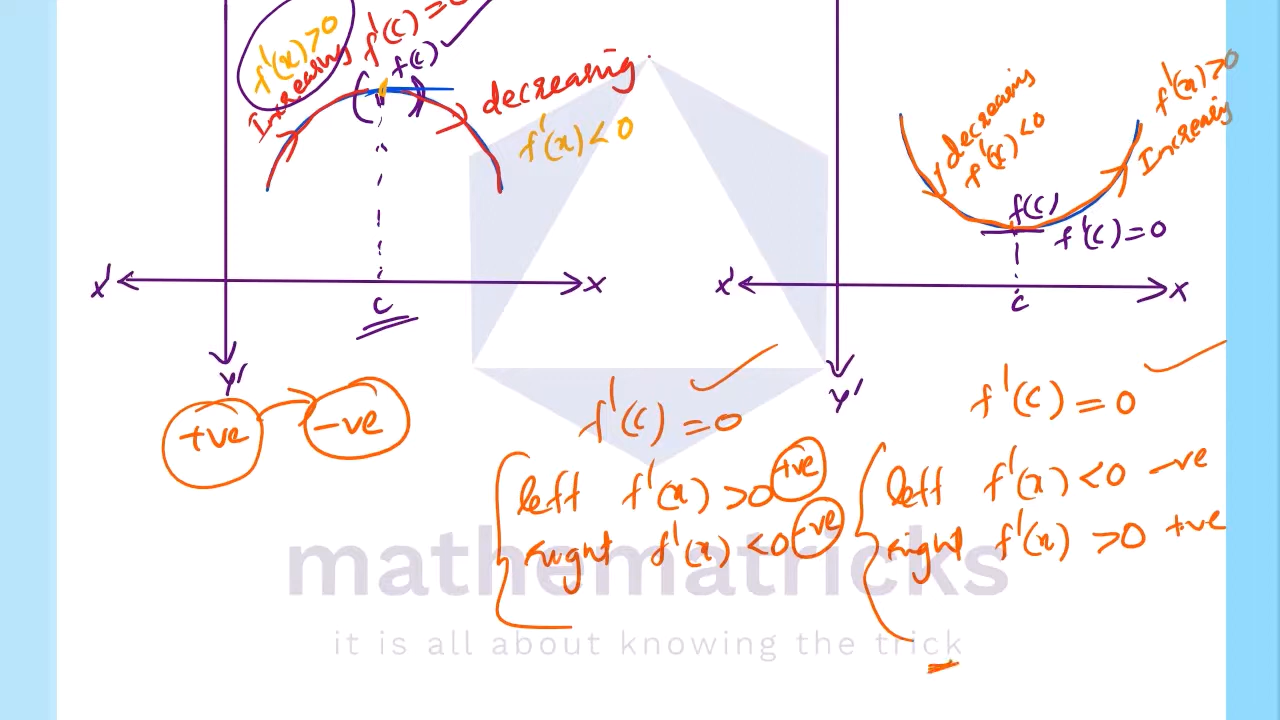 f'(x)>0
Increasing
f'(c)=0
f(c)
decreasing
f'(x)<0
X'
X
c
Y'
decreasing
f'(x)<0
f'(x)>0
Increasing
f(c)
f'(c)=0
X'
X
c
Y'
+ve
-ve
f'(c)=0
left f'(x)>0 +ve
right f'(x)<0 -ve
f'(c)=0
left f'(x)<0 -ve
right f'(x)>0 +ve
mathematricks
it is all about knowing the trick